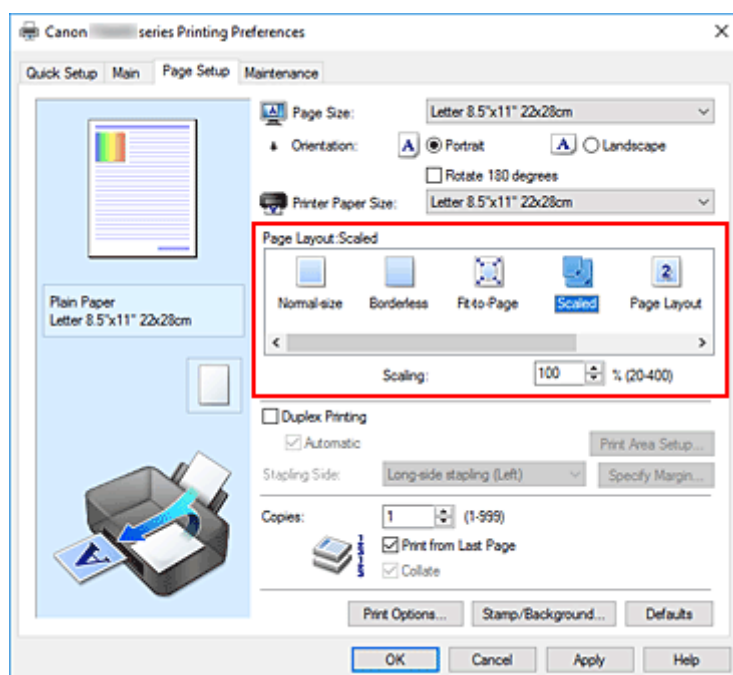 Canon series Printing Preferences
Quick Setup Main Page Setup Maintenance
Page Size: Letter 8.5"x11" 22x28cm
Orientation: A Portrait A Landscape
Rotate 180 degrees
Printer Paper Size: Letter 8.5"x11" 22x28cm
Page Layout:Scaled
2
Normal-size Borderless Fit-to-Page Scaled Page Layout
Scaling: 100 % (20-400)
Plain Paper
Letter 8.5"x11" 22x28cm
Duplex Printing
Automatic Print Area Setup...
Stapling Side: Long-side stapling (Left) Specify Margin...
Copies: 1 (1-999)
Print from Last Page
Collate
A
Print Options... Stamp/Background... Defaults
OK Cancel Apply Help